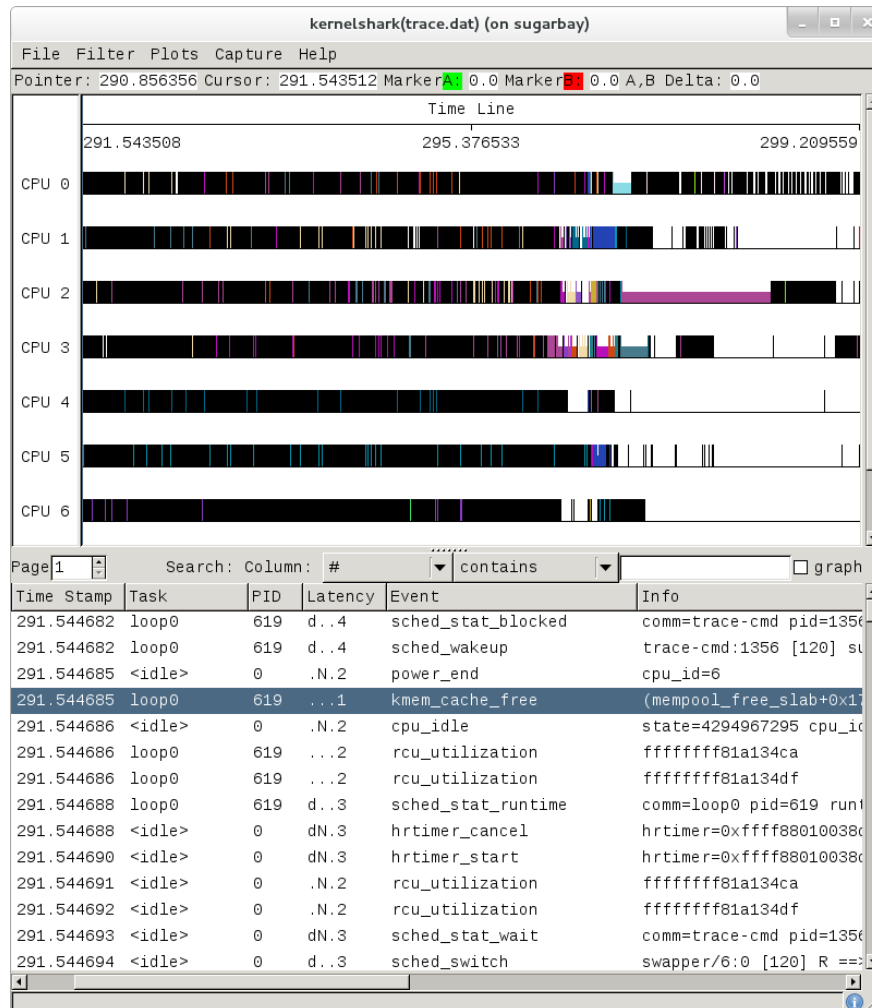 kernelshark(trace.dat) (on sugarbay)
File Filter Plots Capture Help
Pointer: 290.856356 Cursor: 291.543512 MarkerA: 0.0 MarkerB: 0.0 A,B Delta: 0.0
Time Line
291.543508 295.376533 299.209559
CPU 0
CPU 1
CPU 2
CPU 3
CPU 4
CPU 5
CPU 6
Page 1 Search: Column: # contains graph
Time Stamp Task PID Latency Event Info
291.544682 loop0 619 d..4 sched_stat_blocked comm=trace-cmd pid=1356
291.544682 loop0 619 d..4 sched_wakeup trace-cmd:1356 [120] su
291.544685 <idle> 0 .N.2 power_end cpu_id=6
291.544685 loop0 619 ...1 kmem_cache_free (mempool_free_slab+0x17
291.544686 <idle> 0 .N.2 cpu_idle state=4294967295 cpu_id
291.544686 loop0 619 ...2 rcu_utilization ffffffff81a134ca
291.544686 loop0 619 ...2 rcu_utilization ffffffff81a134df
291.544688 loop0 619 d..3 sched_stat_runtime comm=loop0 pid=619 runt
291.544688 <idle> 0 dN.3 hrtimer_cancel hrtimer=0xffff88010038c
291.544690 <idle> 0 dN.3 hrtimer_start hrtimer=0xffff88010038c
291.544691 <idle> 0 .N.2 rcu_utilization ffffffff81a134ca
291.544692 <idle> 0 .N.2 rcu_utilization ffffffff81a134df
291.544693 <idle> 0 dN.3 sched_stat_wait comm=trace-cmd pid=1356
291.544694 <idle> 0 d..3 sched_switch swapper/6:0 [120] R ==>